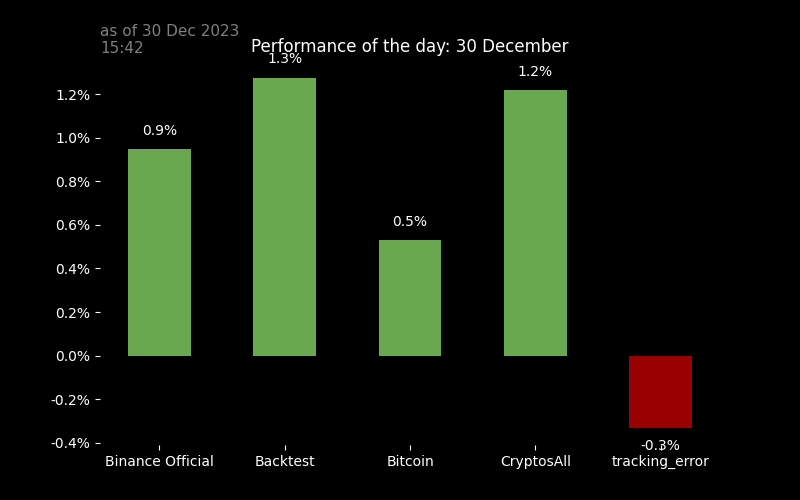 as of 30 Dec 2023
15:42
Performance of the day: 30 December
1.3%
1.2%
1.2%
0.9%
1.0%
0.8%
0.5%
0.6%
0.4%
0.2%
0.0%
-0.2%
-0.4%
-0.3%
Binance Official
Backtest
Bitcoin
CryptosAll
tracking_error